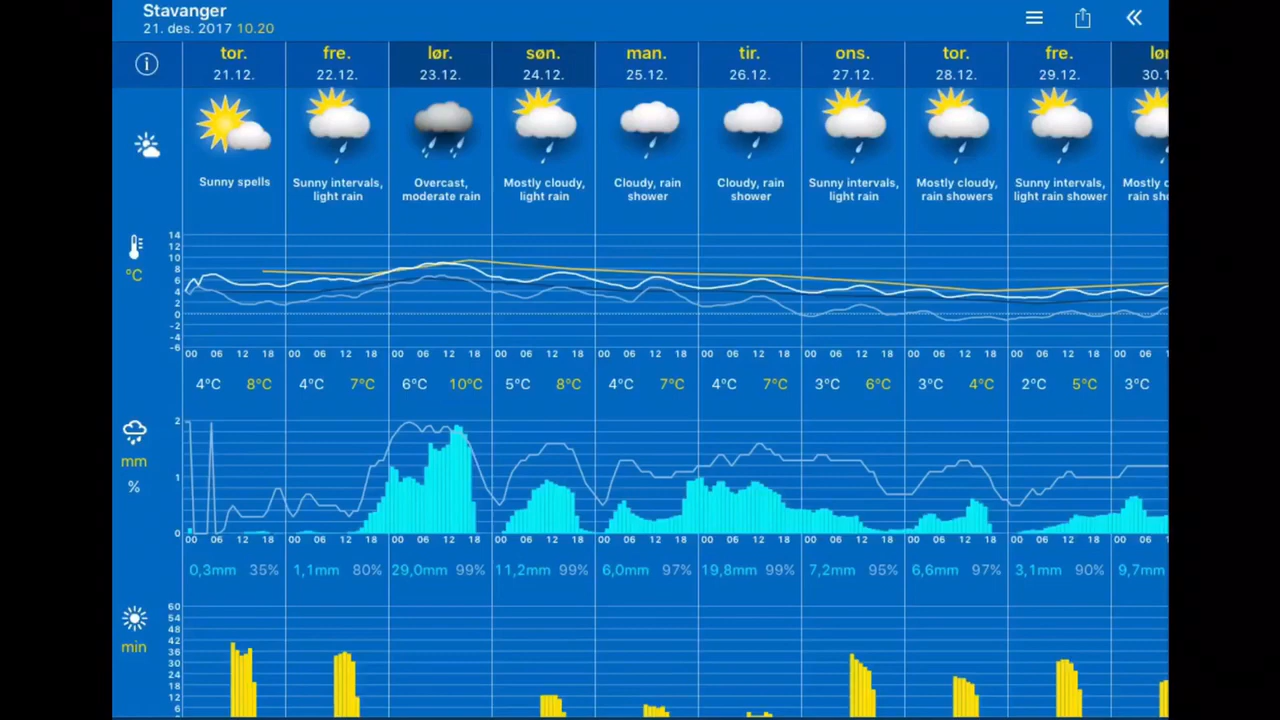 Stavanger
21. des. 2017 10.20
tor. fre. lør. søn. man. tir. ons. tor. fre. lør
21.12. 22.12. 23.12. 24.12. 25.12. 26.12. 27.12. 28.12. 29.12. 30.1
Sunny spells Sunny intervals, Overcast, Mostly cloudy, Cloudy, rain Cloudy, rain Sunny intervals, Mostly cloudy, Sunny intervals, Mostly c
light rain moderate rain light rain shower shower light rain rain showers light rain shower rain sh
14
12
10
8
°C 6
4
2
0
-2
-4
-6
00 06 12 18 00 06 12 18 00 06 12 18 00 06 12 18 00 06 12 18 00 06 12 18 00 06 12 18 00 06 12 18 00 06 12 18 00 06 1
4°C 8°C 4°C 7°C 6°C 10°C 5°C 8°C 4°C 7°C 4°C 7°C 3°C 6°C 3°C 4°C 2°C 5°C 3°C
2
mm
1
%
0
00 06 12 18 00 06 12 18 00 06 12 18 00 06 12 18 00 06 12 18 00 06 12 18 00 06 12 18 00 06 12 18 00 06 12 18 00 06 1
0,3mm 35% 1,1mm 80% 29,0mm 99% 11,2mm 99% 6,0mm 97% 19,8mm 99% 7,2mm 95% 6,6mm 97% 3,1mm 90% 9,7mm
60
54
48
42
min 36
30
24
18
12
6